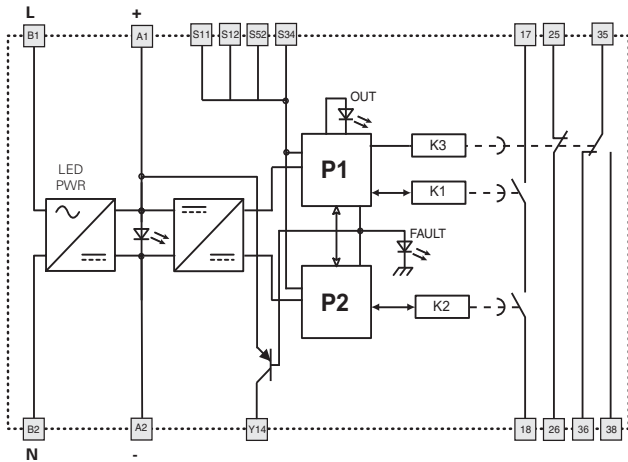 L
+
B1
A1
S11
S12
S52
S34
17
25
35
OUT
LED
PWR
P1
K3
K1
FAULT
P2
K2
B2
A2
Y14
18
26
36
38
N
-